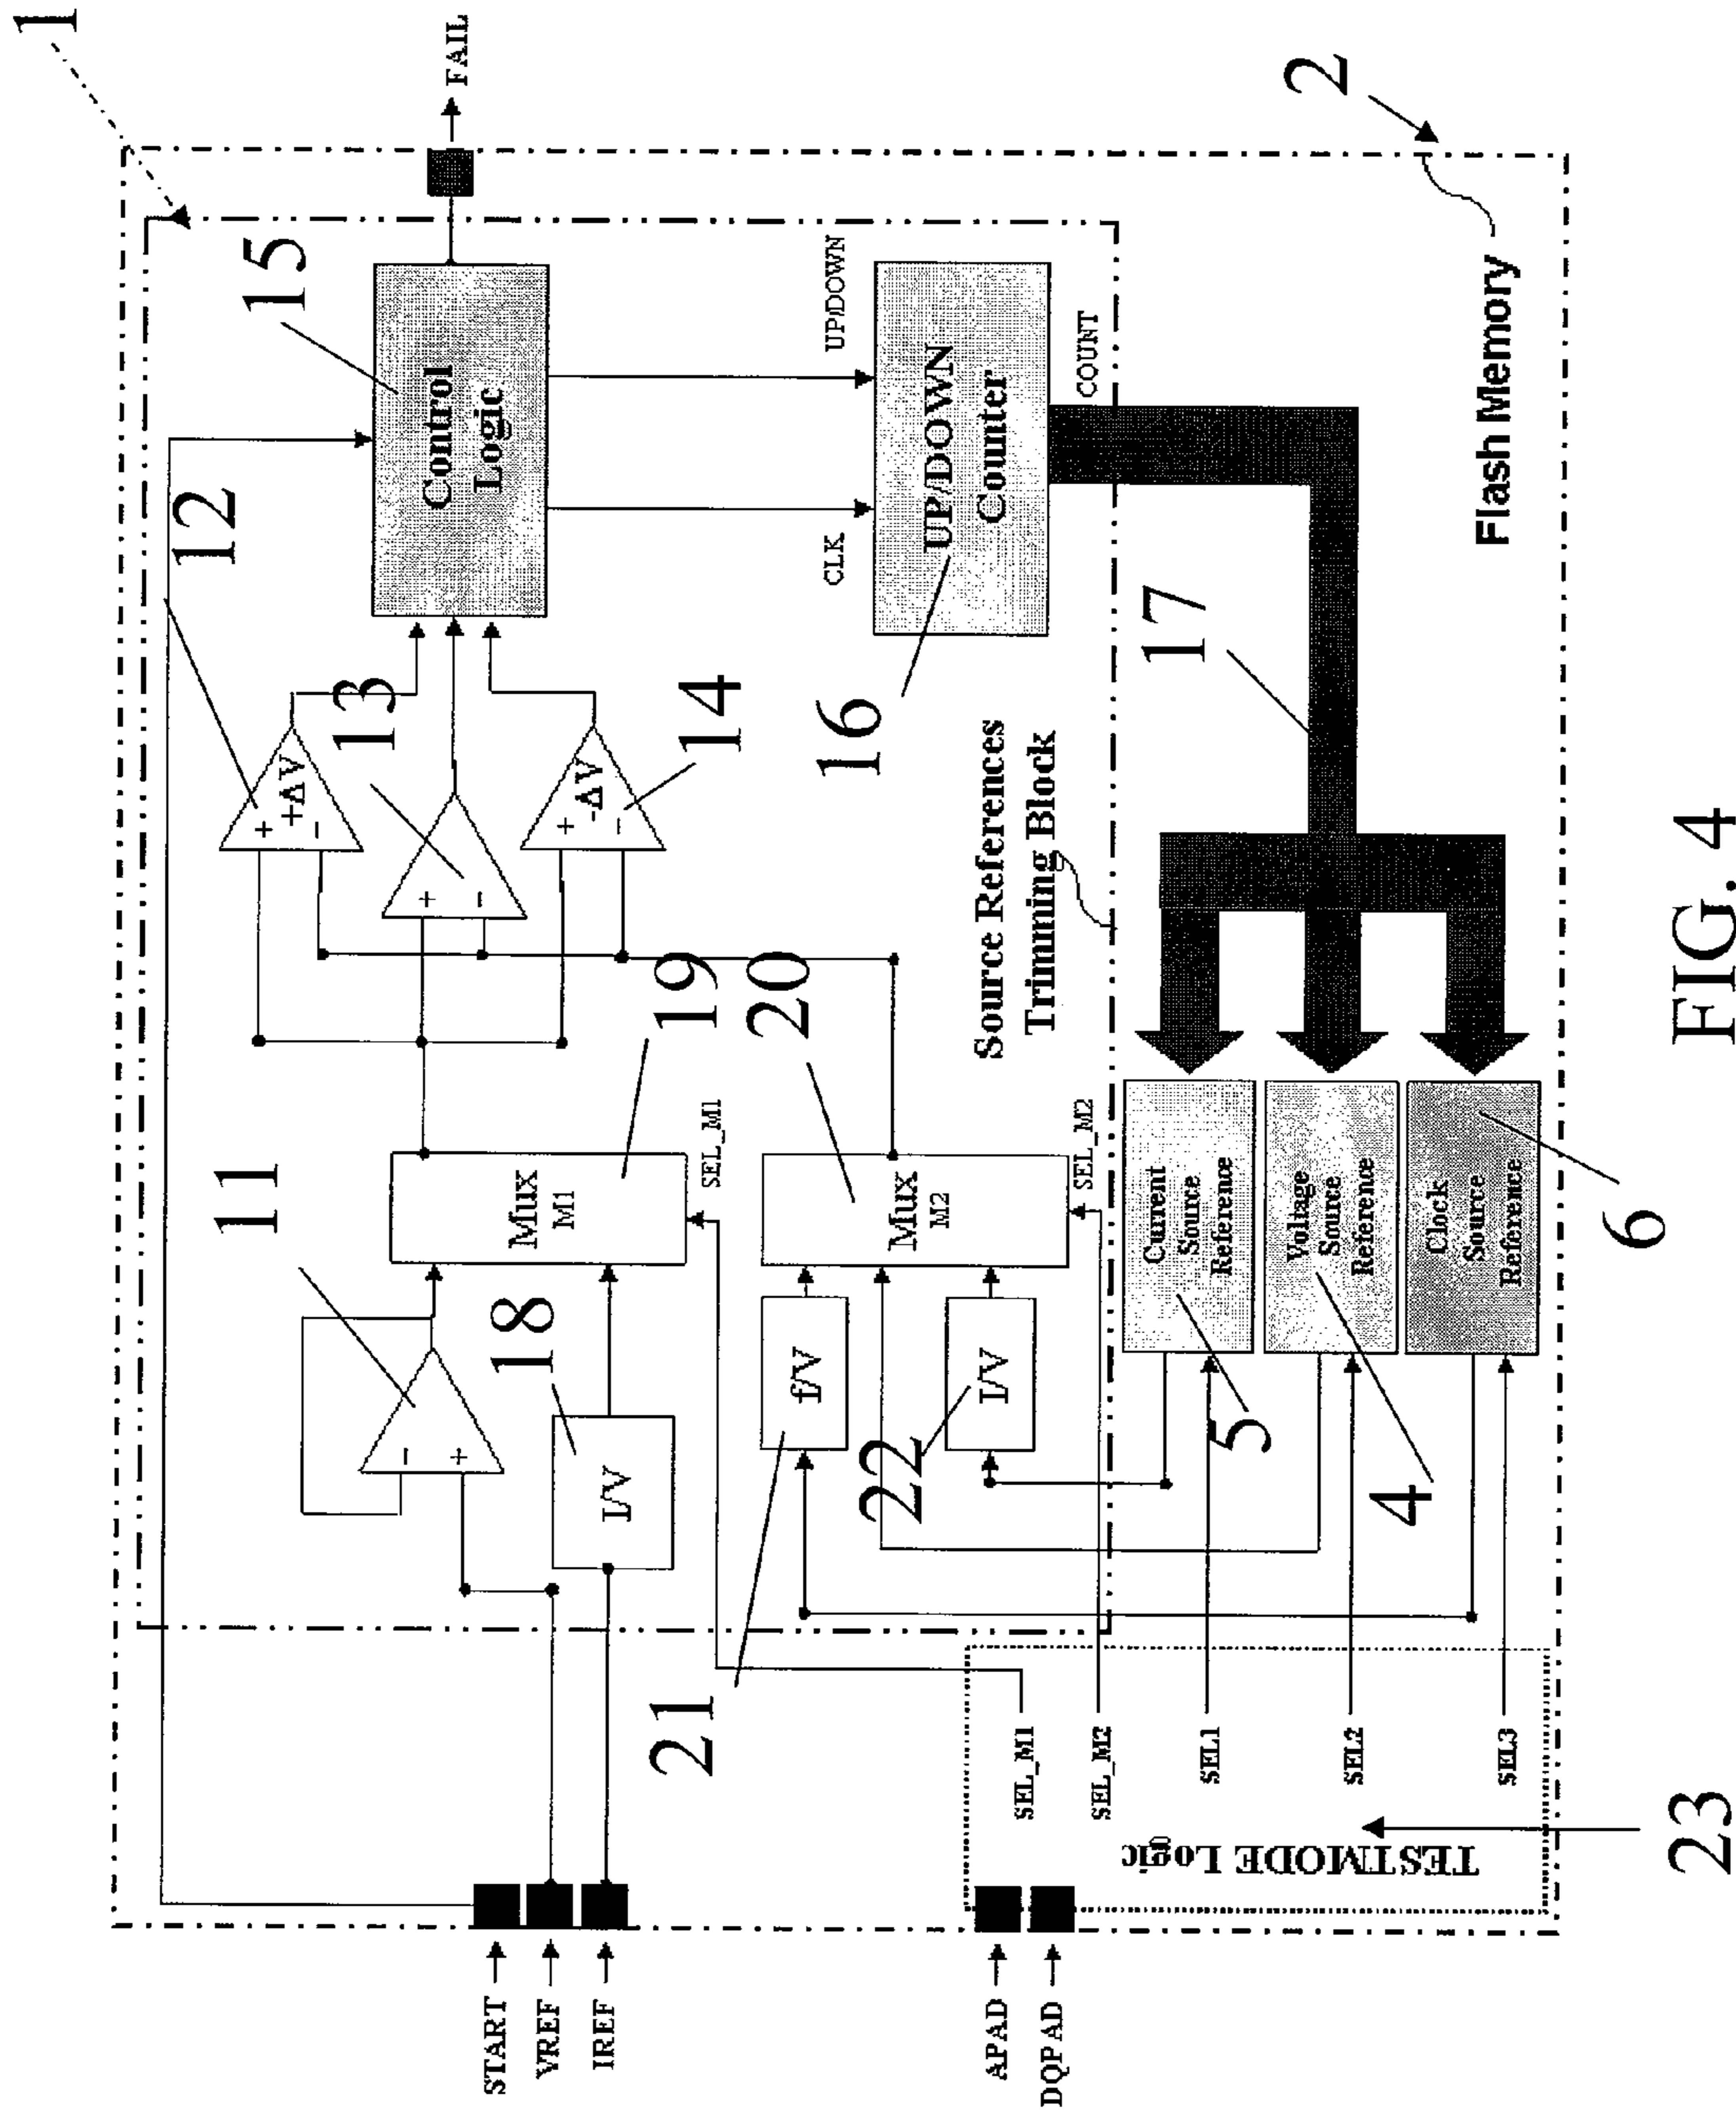 1
FAIL
12
15
Control
Logic
+
+ΔV
−
13
+
−
+
-ΔV
−
14
START
VREF
IREF
11
−
+
18
I/V
Mux
M1
SEL_M1
19
20
CLK
UP/DOWN
UP/DOWN
Counter
16
COUNT
21
f/V
22
I/V
Mux
M2
SEL_M2
Source References
Trimming Block
17
APAD
DQPAD
TESTMODE Logic
SEL_M1
SEL_M2
SEL1
SEL2
SEL3
23
5
4
6
Current
Source
Reference
Voltage
Source
Reference
Clock
Source
Reference
Flash Memory
2
FIG. 4